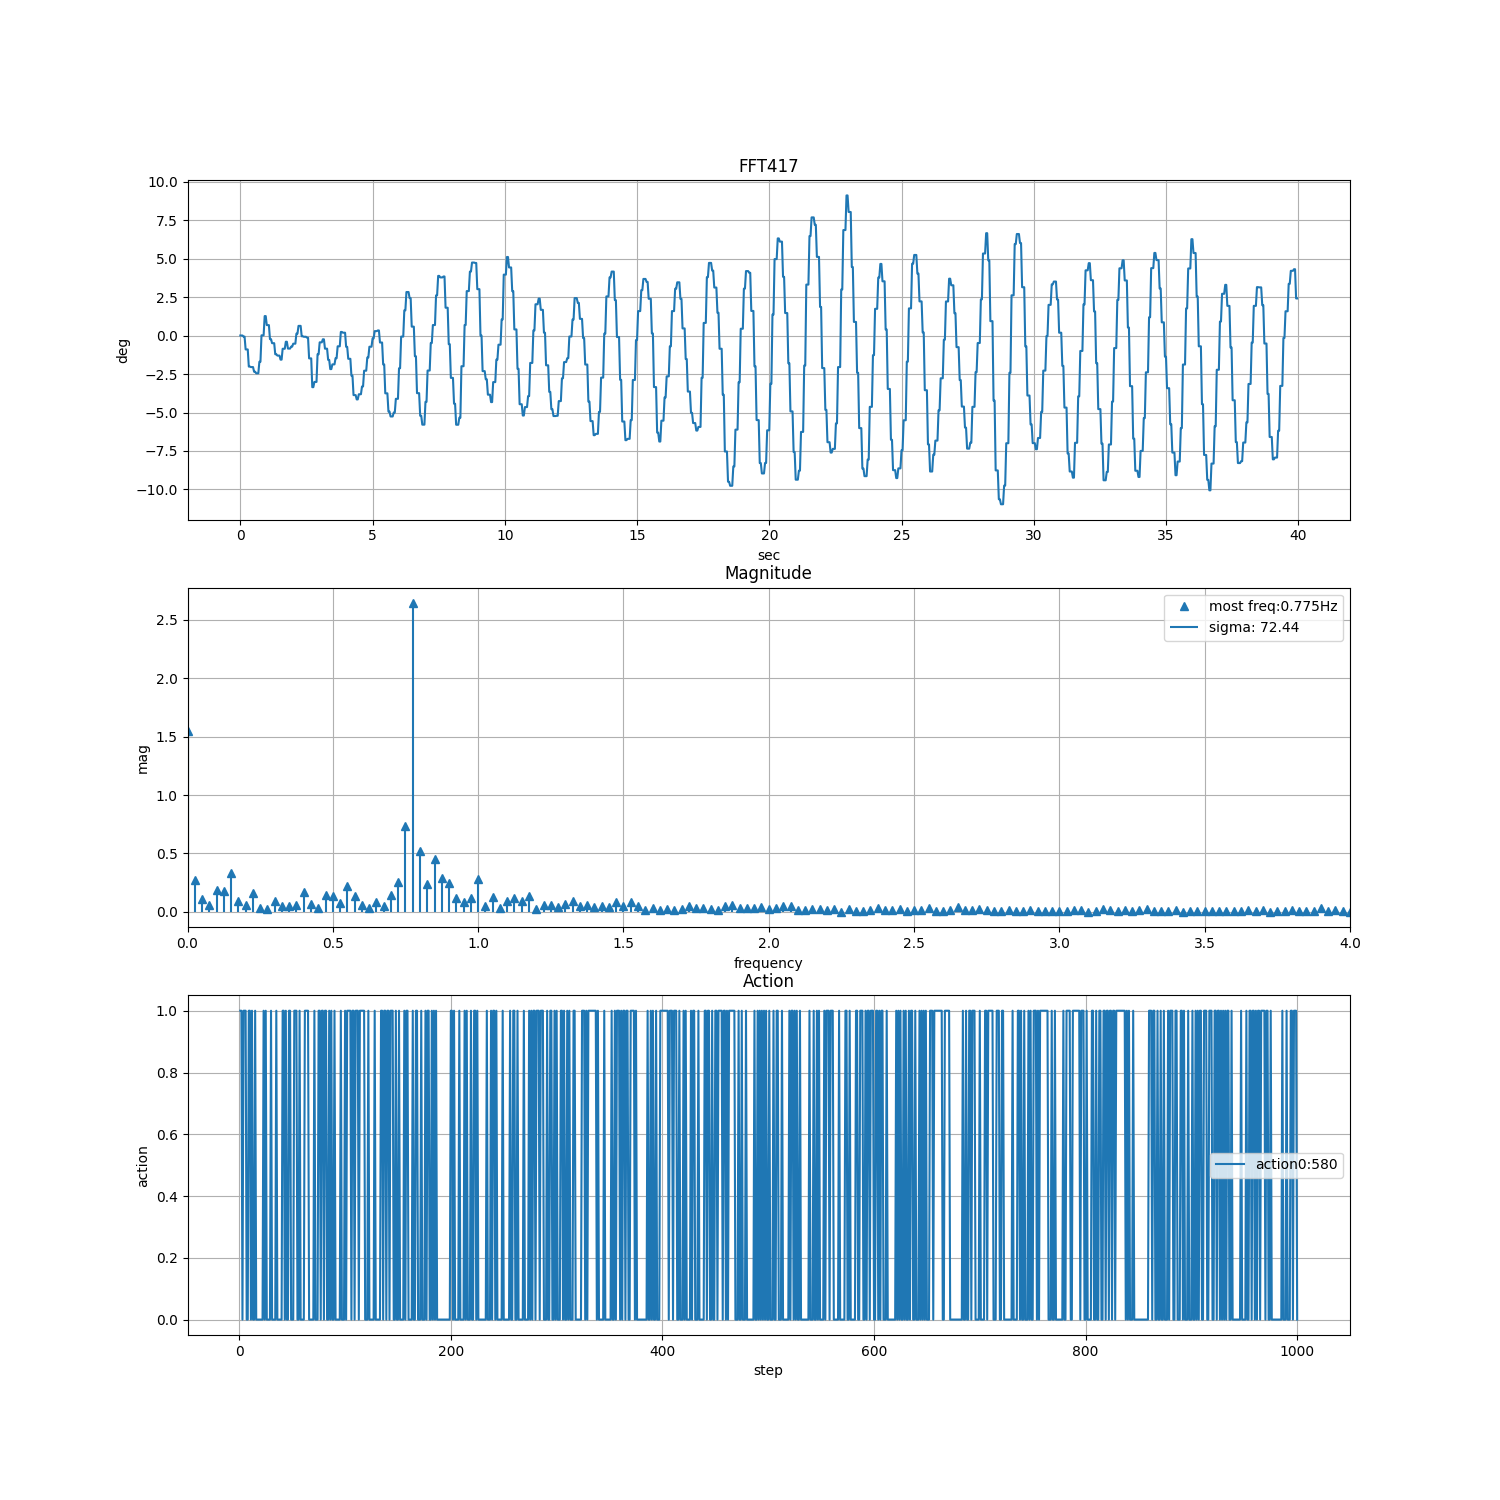 FFT417
10.0
7.5
5.0
2.5
0.0
−2.5
−5.0
−7.5
−10.0
deg
0 5 10 15 20 25 30 35 40
sec
Magnitude
most freq:0.775Hz
sigma: 72.44
2.5
2.0
1.5
1.0
0.5
0.0
mag
0.0 0.5 1.0 1.5 2.0 2.5 3.0 3.5 4.0
frequency
Action
1.0
0.8
0.6
0.4
0.2
0.0
action
action0:580
0 200 400 600 800 1000
step